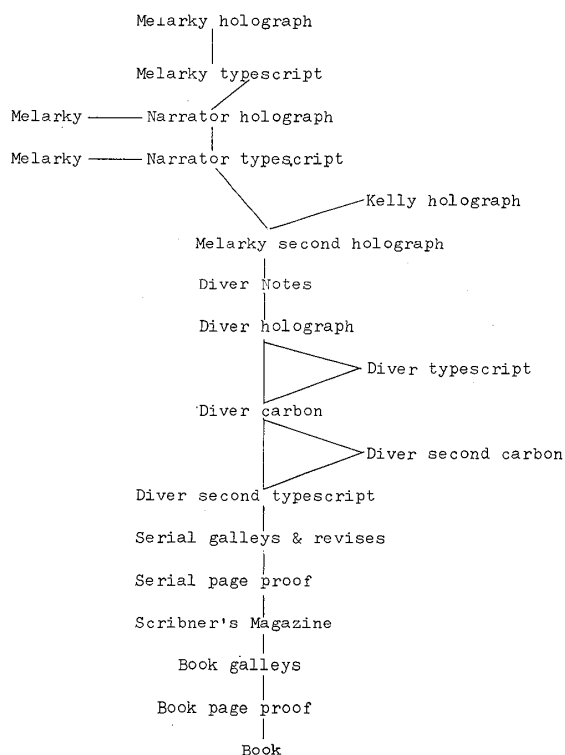 Melarky holograph
Melarky typescript
Melarky Narrator holograph
Melarky Narrator typescript
Kelly holograph
Melarky second holograph
Diver Notes
Diver holograph
Diver typescript
Diver carbon
Diver second carbon
Diver second typescript
Serial galleys & revises
Serial page proof
Scribner's Magazine
Book galleys
Book page proof
Book